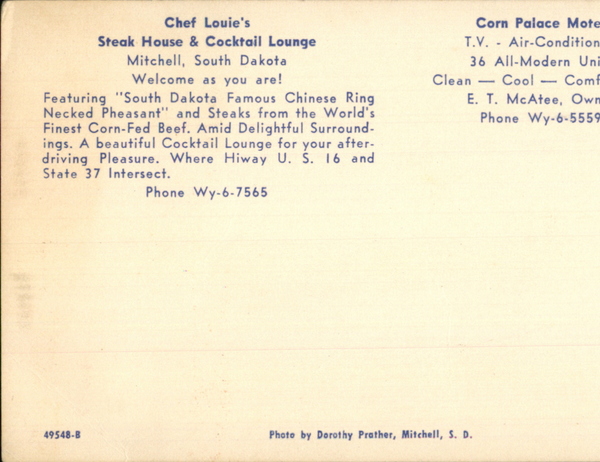 Chef Louie's
Steak House & Cocktail Lounge
Mitchell, South Dakota
Welcome as you are!
Featuring "South Dakota Famous Chinese Ring
Necked Pheasant" and Steaks from the World's
Finest Corn-Fed Beef. Amid Delightful Surround-
ings. A beautiful Cocktail Lounge for your after-
driving Pleasure. Where Hiway U. S. 16 and
State 37 Intersect.
Phone Wy-6-7565
Corn Palace Mote
T.V. - Air-Condition
36 All-Modern Uni
Clean — Cool — Comf
E. T. McAtee, Own
Phone Wy-6-5559
49548-B
Photo by Dorothy Prather, Mitchell, S. D.